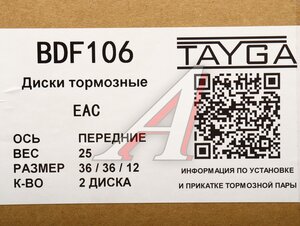 BDF106
TAYGA
Диски тормозные
ЕАС
ОСЬ ПЕРЕДНИЕ
ВЕС 25
РАЗМЕР 36 / 36 / 12
К-ВО 2 ДИСКА
ИНФОРМАЦИЯ ПО УСТАНОВКЕ
И ПРИКАТКЕ ТОРМОЗНОЙ ПАРЫ